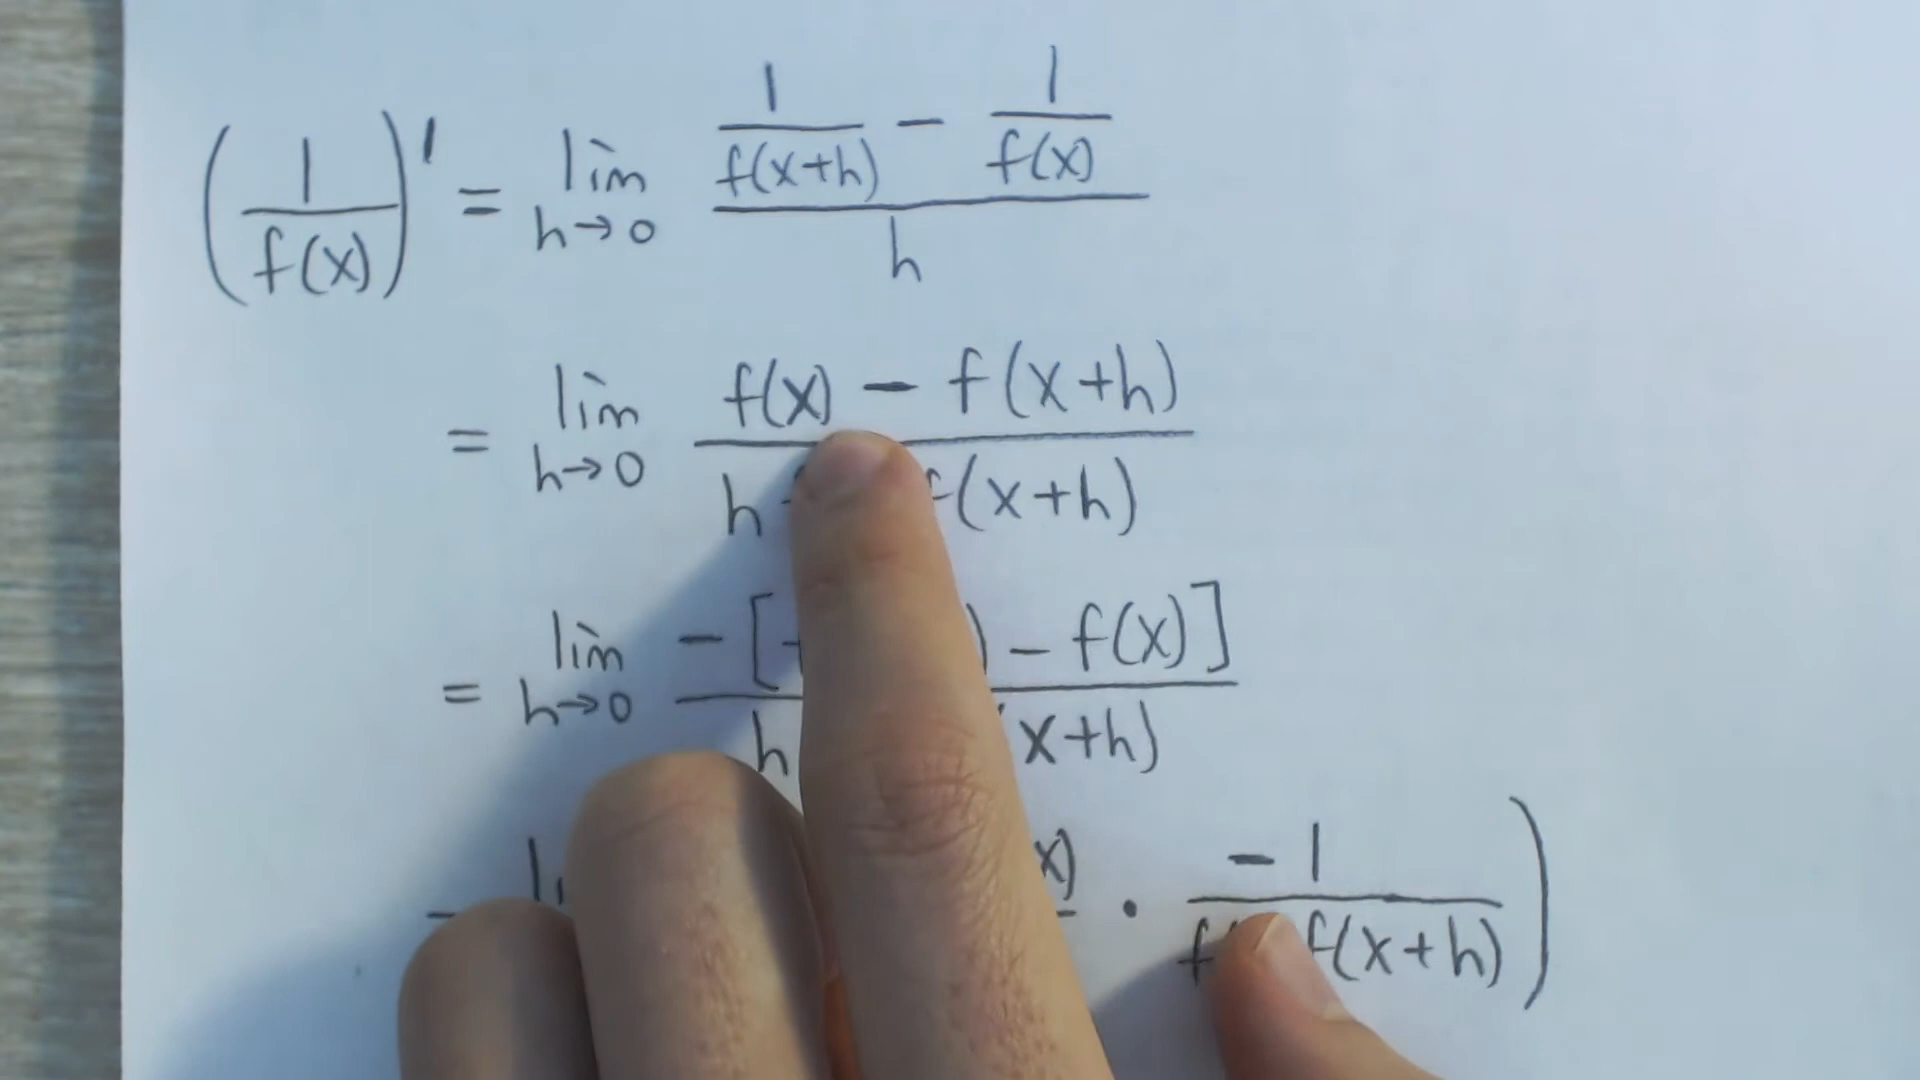 (1/f(x))' = lim h→0 (1/f(x+h) - 1/f(x))/h
= lim h→0 (f(x) - f(x+h))/(h f(x+h))
= lim h→0 -[ ) - f(x)]/(h x+h)
x) · -1/(f f(x+h)))